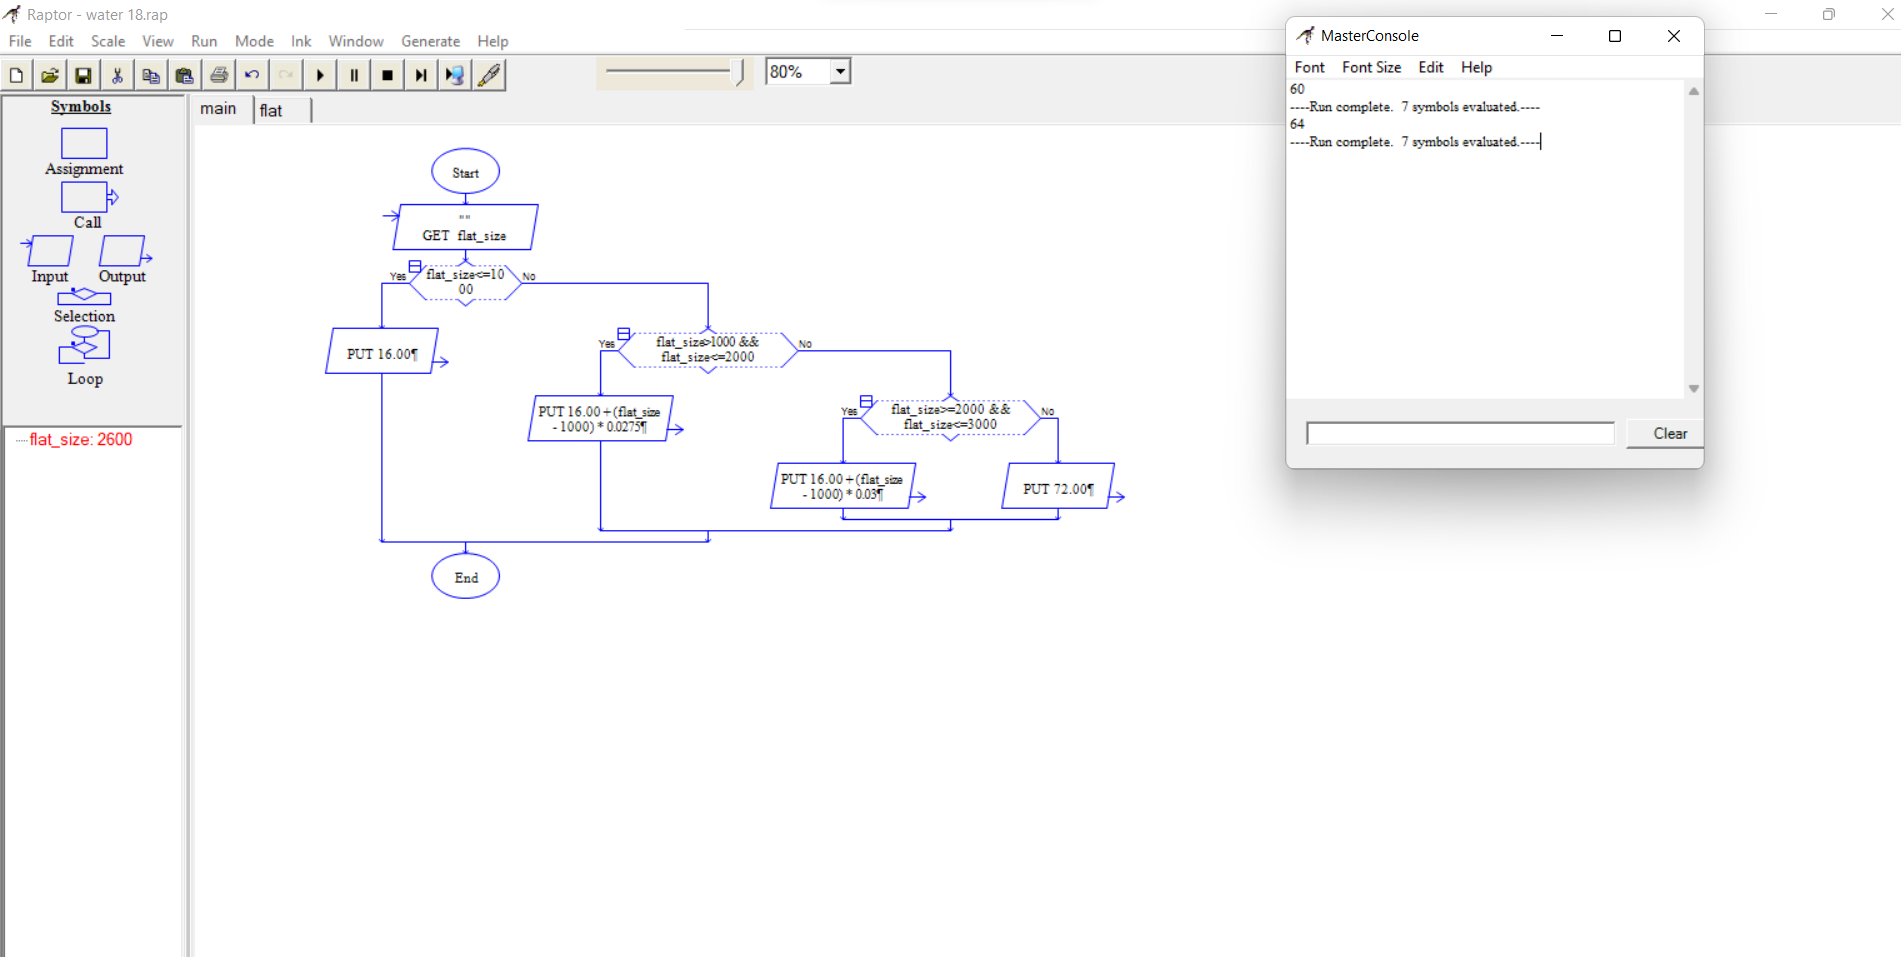 Raptor - water 18.rap
File Edit Scale View Run Mode Ink Window Generate Help
80%
Symbols
Assignment
Call
Input Output
Selection
Loop
flat_size: 2600
main flat
Start
""
GET flat_size
Yes
flat_size<=10
00
No
PUT 16.00¶
Yes
flat_size>1000 &&
flat_size<=2000
No
PUT 16.00+(flat_size
- 1000) * 0.0275¶
Yes
flat_size>=2000 &&
flat_size<=3000
No
PUT 16.00+(flat_size
- 1000) * 0.03¶
PUT 72.00¶
End
MasterConsole
Font Font Size Edit Help
60
----Run complete. 7 symbols evaluated.----
64
----Run complete. 7 symbols evaluated.----
Clear